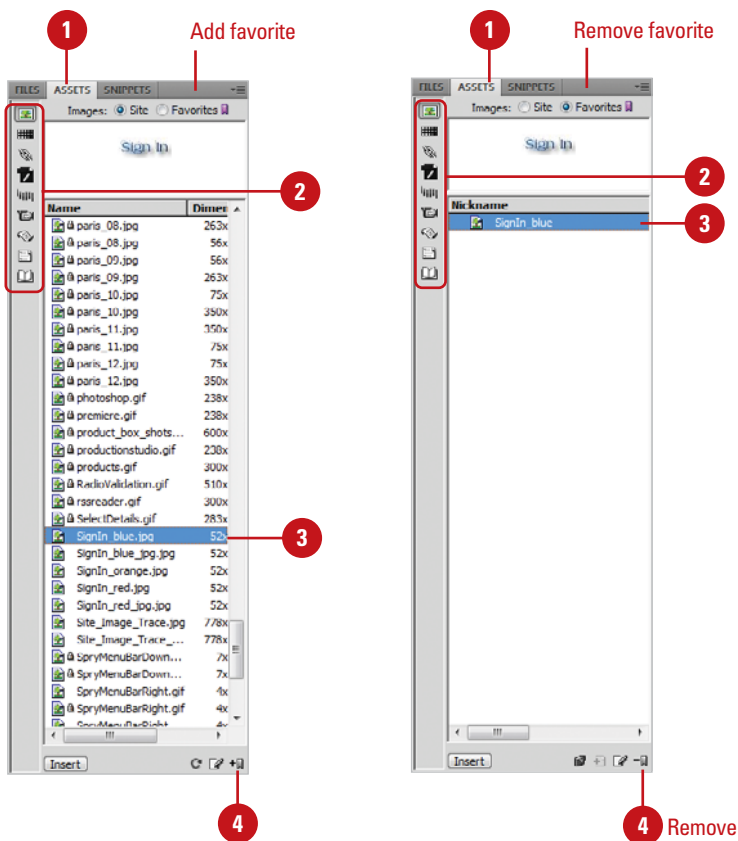 1
Add favorite
FILES ASSETS SNIPPETS
Images: Site Favorites
Sign In
2
Name Dimer
paris_08.jpg 263x
paris_08.jpg 56x
paris_09.jpg 56x
paris_09.jpg 263x
paris_10.jpg 75x
paris_10.jpg 350x
paris_11.jpg 350x
paris_11.jpg 75x
paris_12.jpg 75x
paris_12.jpg 350x
photoshop.gif 238x
premiere.gif 238x
product_box_shots... 600x
productionstudio.gif 238x
products.gif 300x
RadioValidation.gif 510x
rssreader.gif 300x
SelectDetails.gif 283x
SignIn_blue.jpg 52x
3
SignIn_blue_jpg.jpg 52x
SignIn_orange.jpg 52x
SignIn_red.jpg 52x
SignIn_red_jpg.jpg 52x
Site_Image_Trace.jpg 778x
Site_Image_Trace_... 778x
SpryMenuBarDown... 7x
SpryMenuBarDown... 7x
SpryMenuBarRight.gif 4x
SpryMenuBarRight.gif 4x
SpryMenuBarRight 4x
Insert
4
1
Remove favorite
FILES ASSETS SNIPPETS
Images: Site Favorites
Sign In
2
Nickname
SignIn_blue
3
Insert
4 Remove